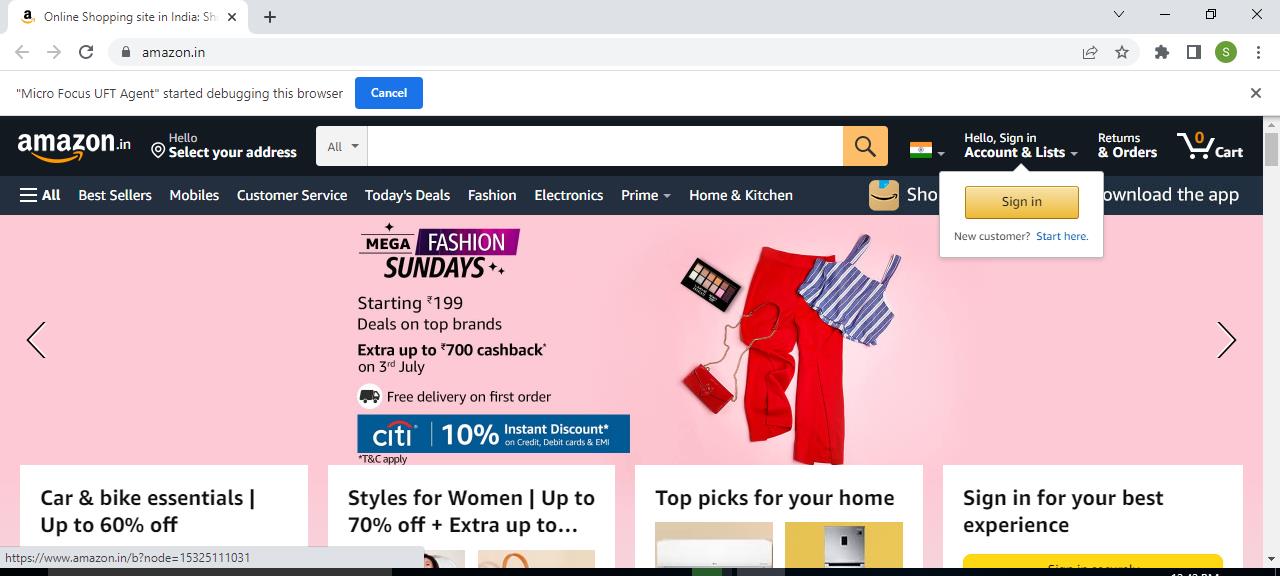 Online Shopping site in India: Sh
amazon.in
S
"Micro Focus UFT Agent" started debugging this browser
Cancel
amazon.in
Hello
Select your address
All
Hello, Sign in
Account & Lists
Returns
& Orders
0
Cart
All
Best Sellers
Mobiles
Customer Service
Today's Deals
Fashion
Electronics
Prime
Home & Kitchen
Sho
ownload the app
Sign in
New customer? Start here.
MEGA FASHION
SUNDAYS
Starting ₹199
Deals on top brands
Extra up to ₹700 cashback*
on 3rd July
Free delivery on first order
citi
10% Instant Discount*
on Credit, Debit cards & EMI
*T&C apply
Car & bike essentials |
Up to 60% off
Styles for Women | Up to
70% off + Extra up to...
Top picks for your home
Sign in for your best
experience
Sign in securely
https://www.amazon.in/b?node=15325111031